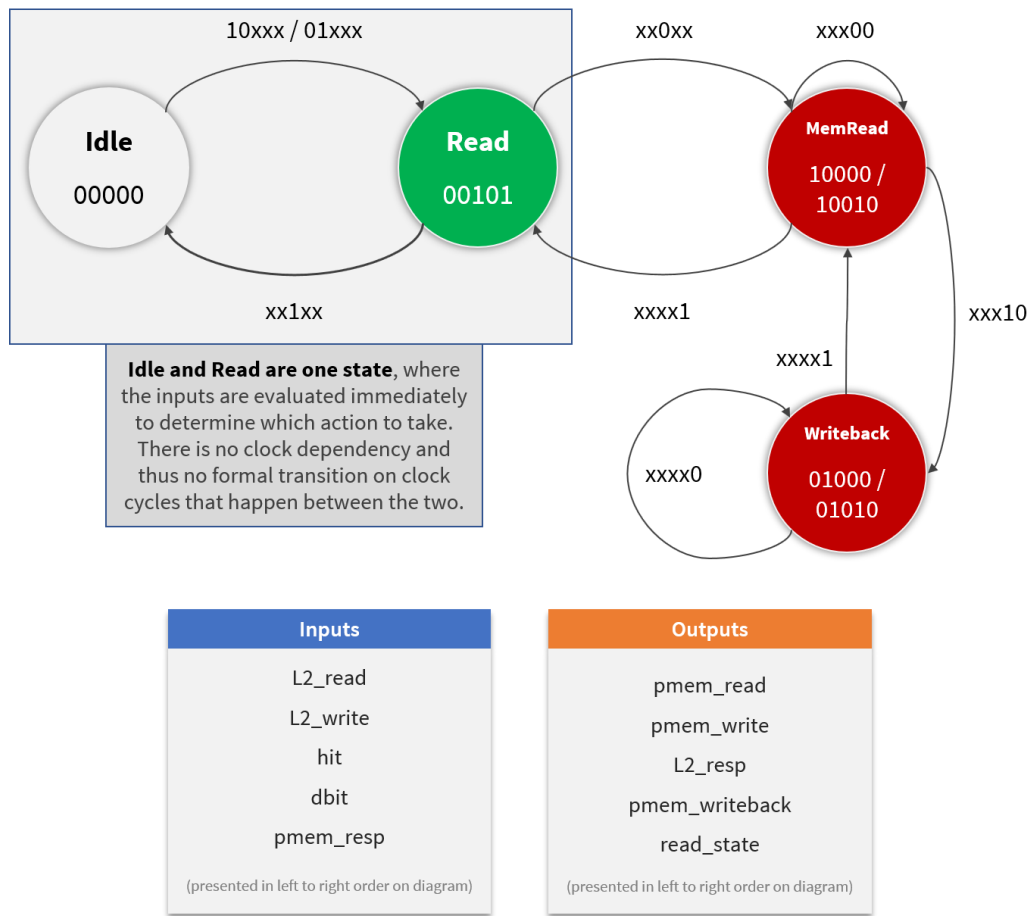 10xxx / 01xxx
xx0xx
xxx00
Idle
00000
Read
00101
MemRead
10000 /
10010
xx1xx
xxxx1
xxx10
Idle and Read are one state, where
the inputs are evaluated immediately
to determine which action to take.
There is no clock dependency and
thus no formal transition on clock
cycles that happen between the two.
xxxx1
xxxx0
Writeback
01000 /
01010
Inputs
L2_read
L2_write
hit
dbit
pmem_resp
(presented in left to right order on diagram)
Outputs
pmem_read
pmem_write
L2_resp
pmem_writeback
read_state
(presented in left to right order on diagram)